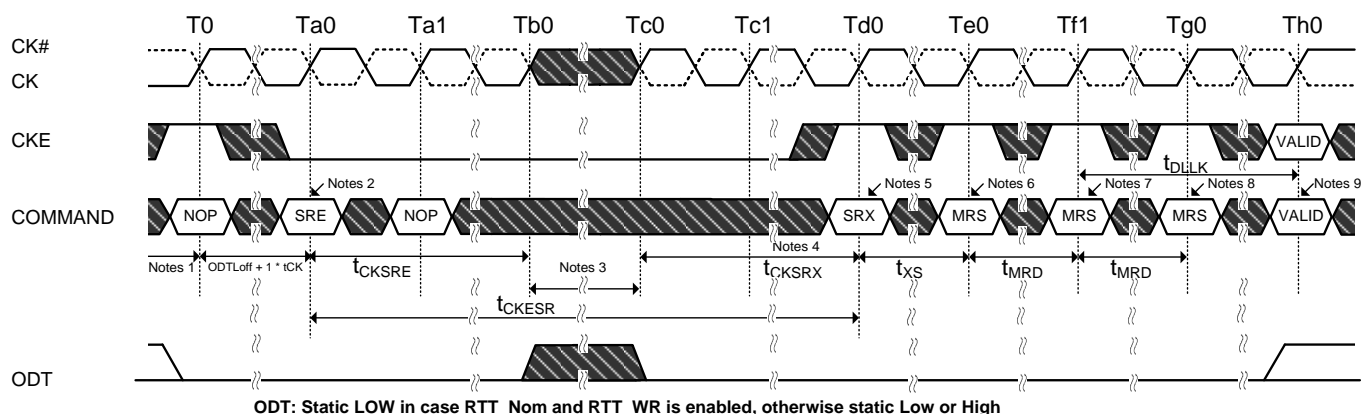 T0 Ta0 Ta1 Tb0 Tc0 Tc1 Td0 Te0 Tf1 Tg0 Th0
CK#
CK
CKE
VALID
tDLLK
Notes 2 Notes 5 Notes 6 Notes 7 Notes 8 Notes 9
COMMAND NOP SRE NOP SRX MRS MRS MRS VALID
Notes 1 ODTLoff + 1 * tCK tCKSRE Notes 3 Notes 4 tCKSRX tXS tMRD tMRD
tCKESR
ODT
ODT: Static LOW in case RTT_Nom and RTT_WR is enabled, otherwise static Low or High